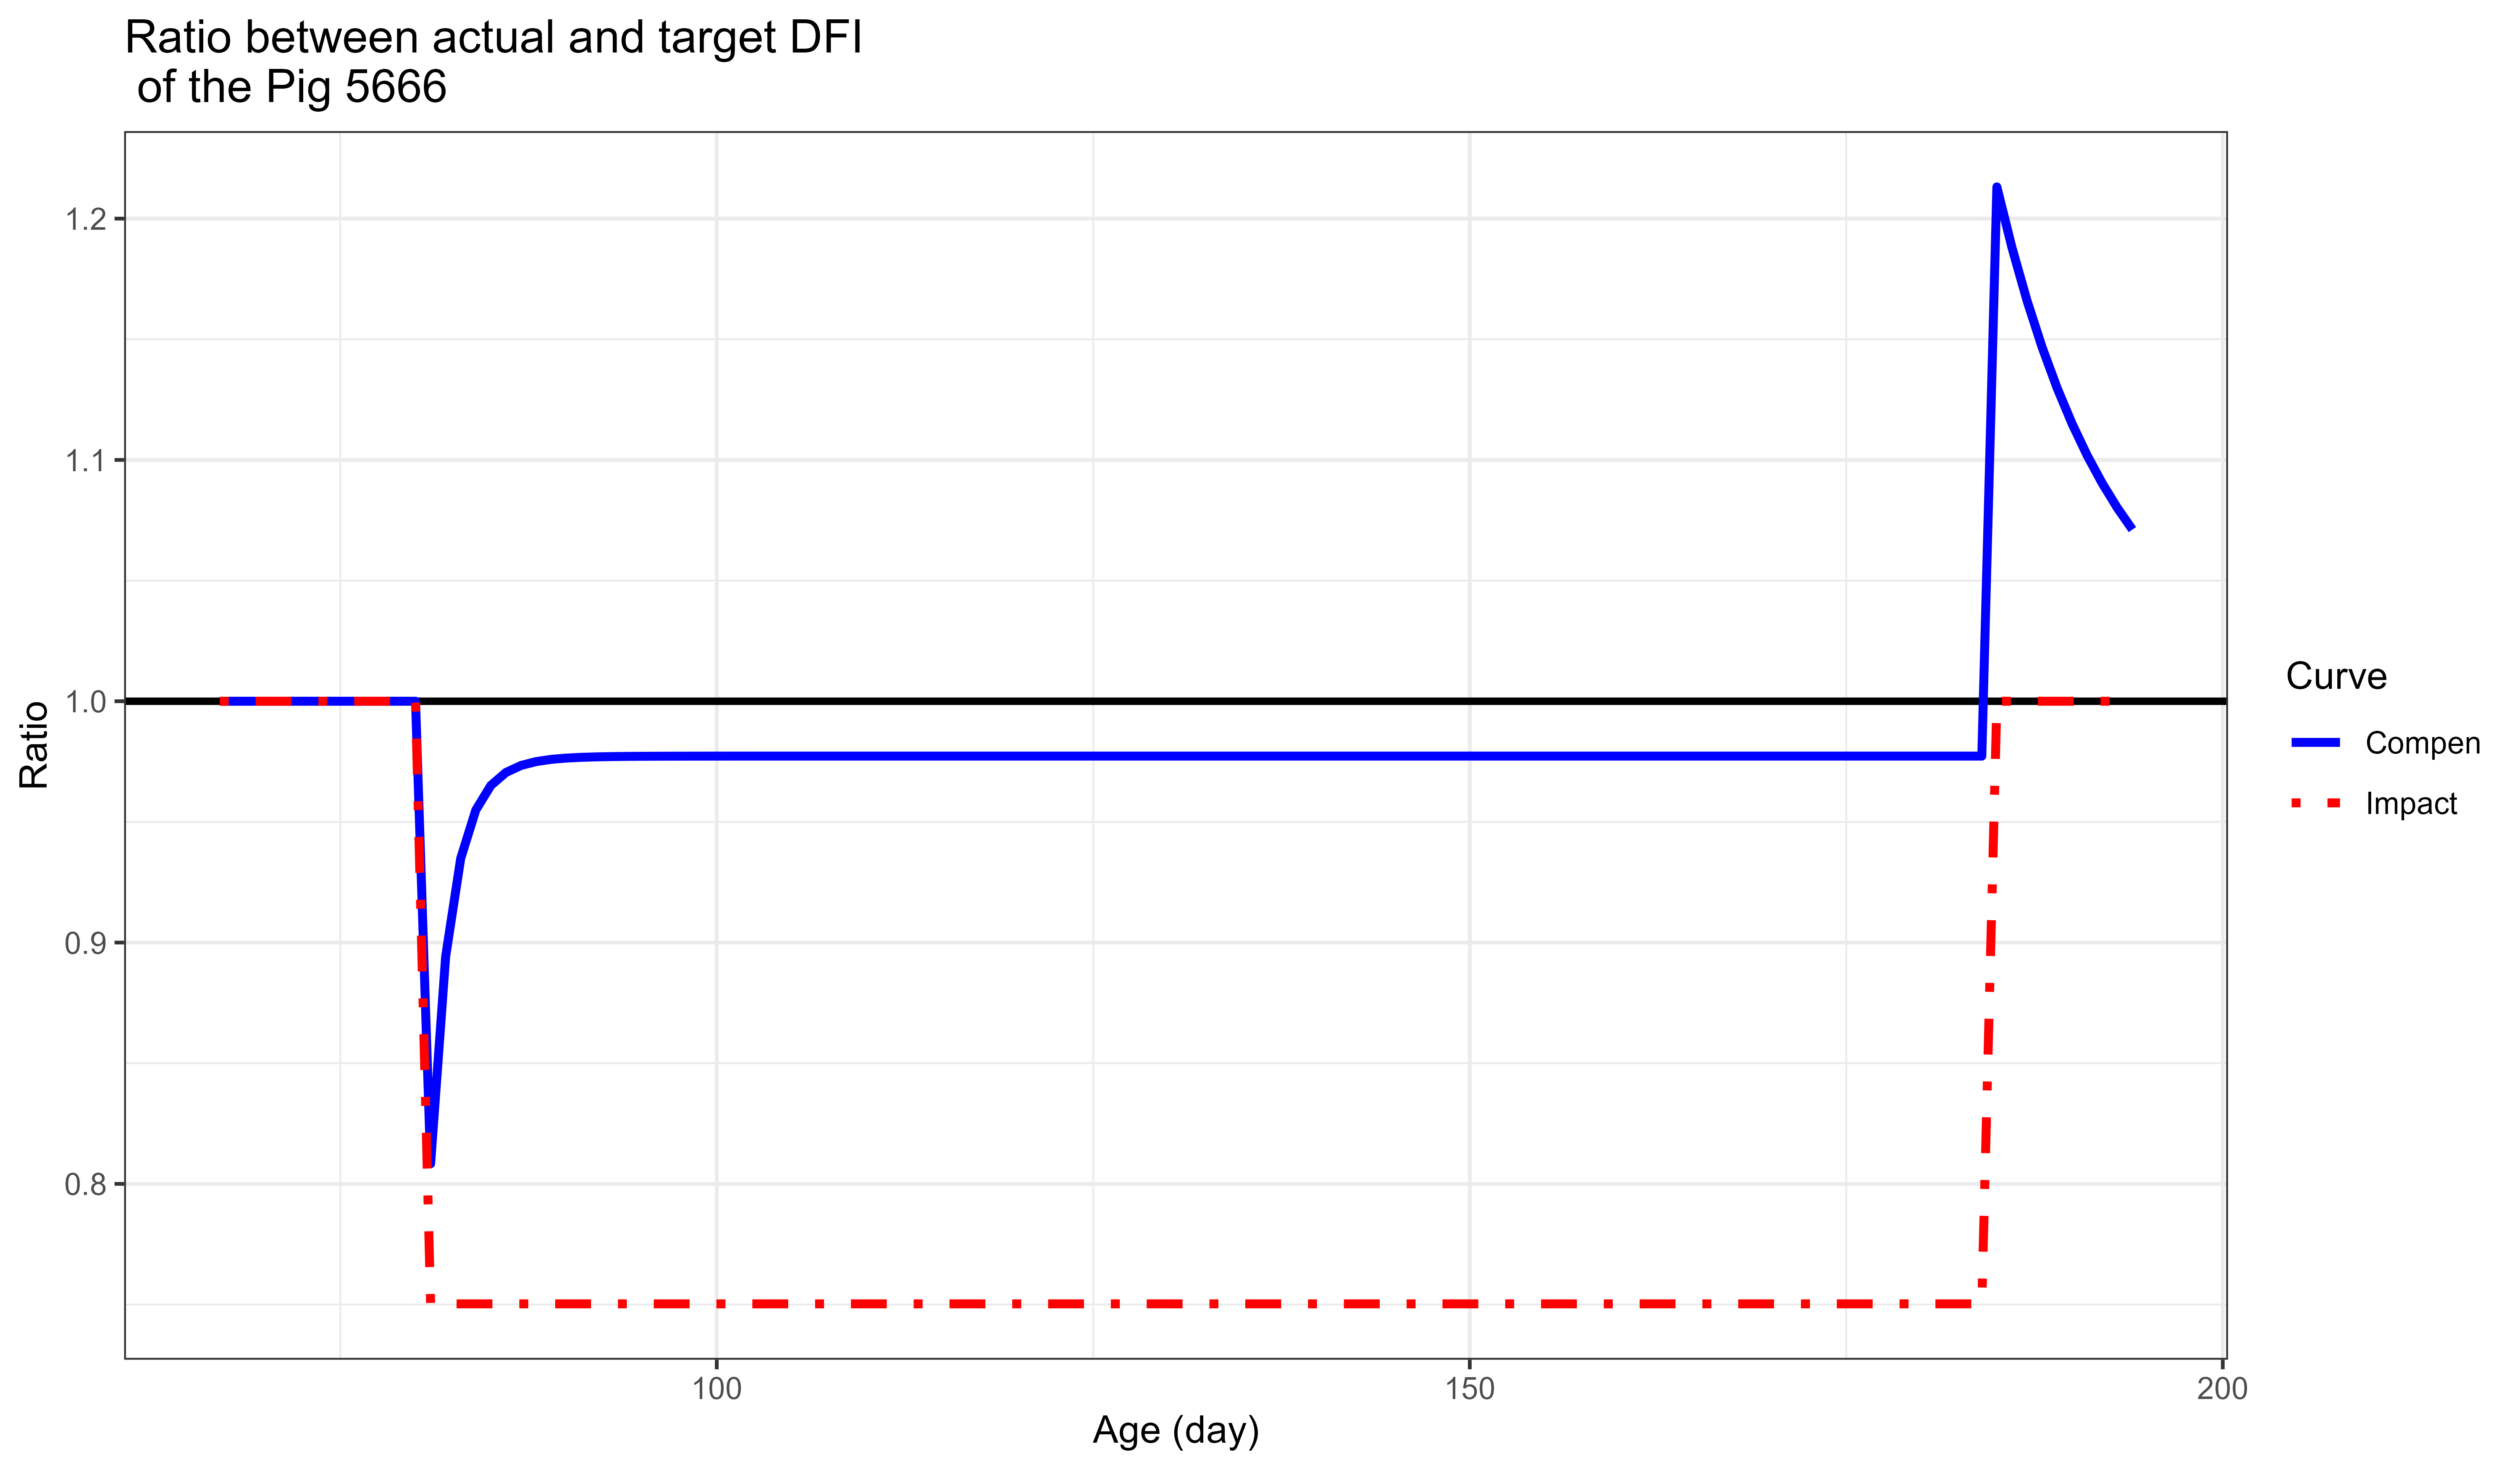 Ratio between actual and target DFI
of the Pig 5666
1.2
1.1
1.0
0.9
0.8
Ratio
100
150
200
Age (day)
Curve
Compen
Impact